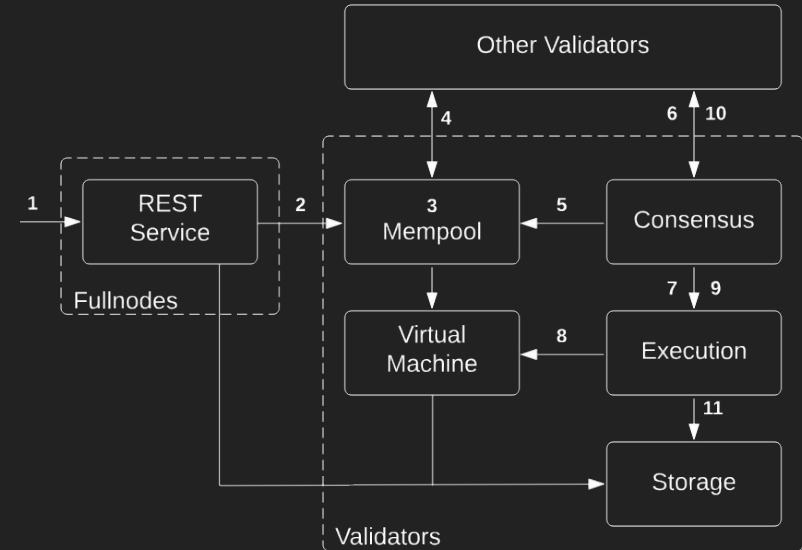 Other Validators
4
6 10
1
REST
Service
2
3
Mempool
5
Consensus
Fullnodes
7 9
Virtual
Machine
8
Execution
11
Storage
Validators